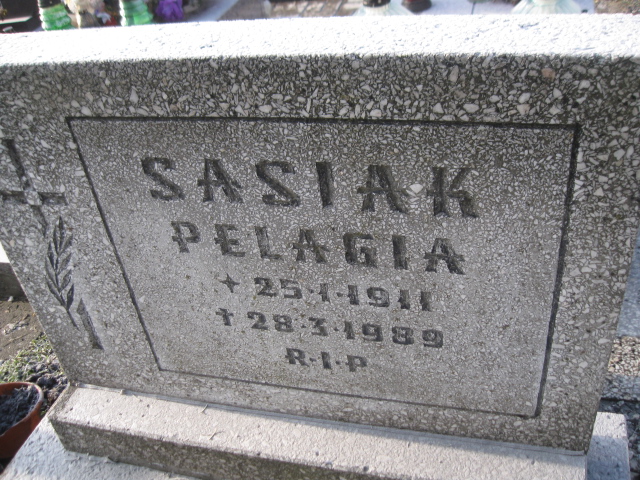 SASIAK
PELAGIA
+ 25·1·1911
✝ 28·3·1989
R·I·P